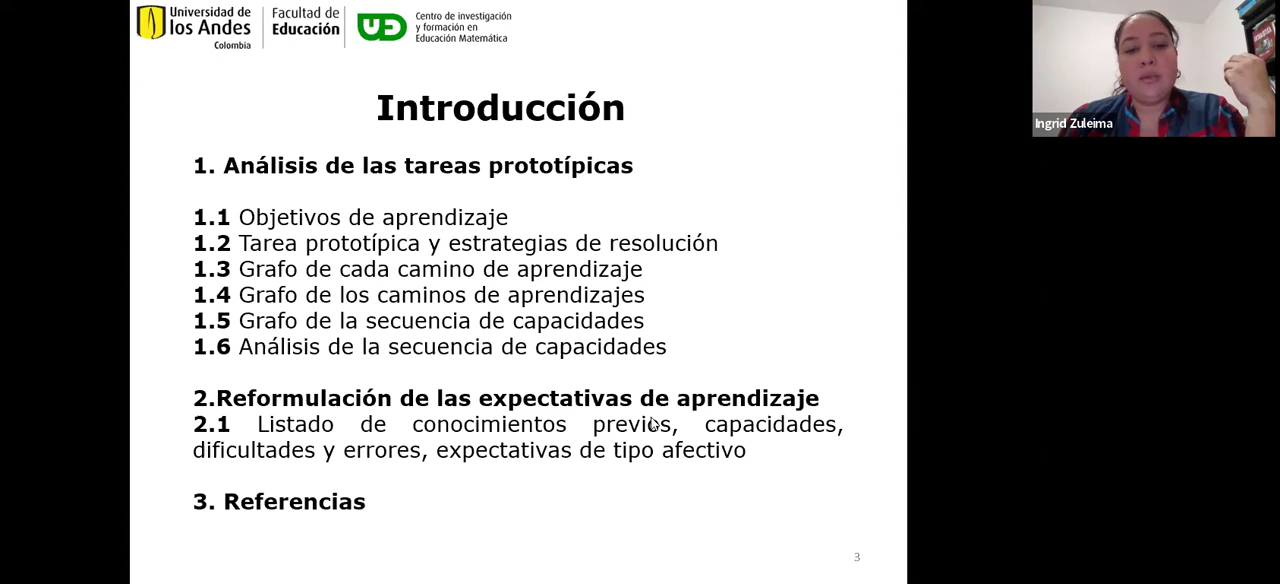 Universidad de
los Andes
Colombia
Facultad de
Educación
Centro de investigación
y formación en
Educación Matemática
Ingrid Zuleima
Introducción
1. Análisis de las tareas prototípicas
1.1 Objetivos de aprendizaje
1.2 Tarea prototípica y estrategias de resolución
1.3 Grafo de cada camino de aprendizaje
1.4 Grafo de los caminos de aprendizajes
1.5 Grafo de la secuencia de capacidades
1.6 Análisis de la secuencia de capacidades
2.Reformulación de las expectativas de aprendizaje
2.1 Listado de conocimientos previos, capacidades,
dificultades y errores, expectativas de tipo afectivo
3. Referencias
3